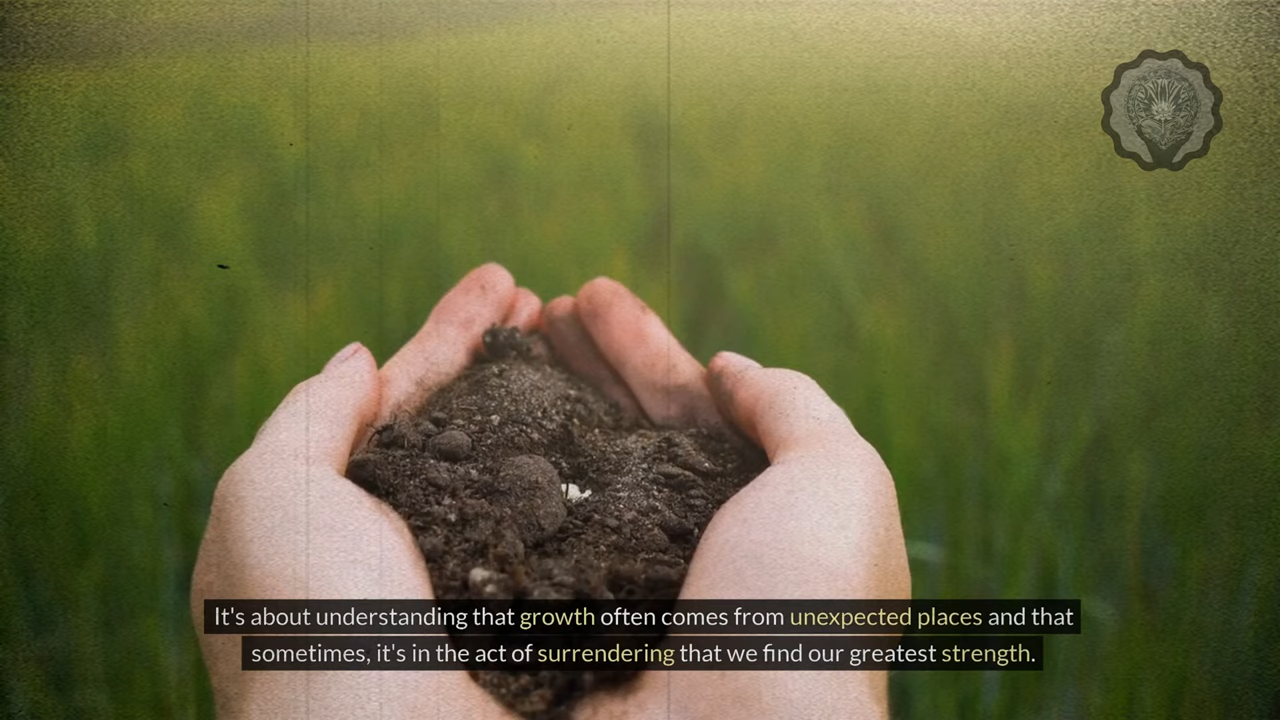 It's about understanding that growth often comes from unexpected places and that
sometimes, it's in the act of surrendering that we find our greatest strength.